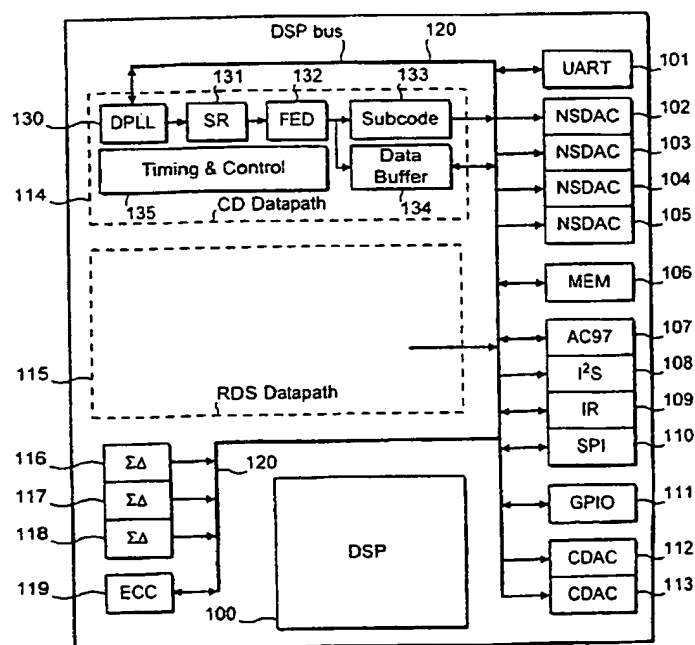 DSP bus 120
130 131 132 133
DPLL SR FED Subcode
Timing & Control Data Buffer
114 135 CD Datapath 134
115 RDS Datapath
116 ΣΔ 120
117 ΣΔ
118 ΣΔ
119 ECC
100 DSP
UART 101
NSDAC 102
NSDAC 103
NSDAC 104
NSDAC 105
MEM 106
AC97 107
I²S 108
IR 109
SPI 110
GPIO 111
CDAC 112
CDAC 113